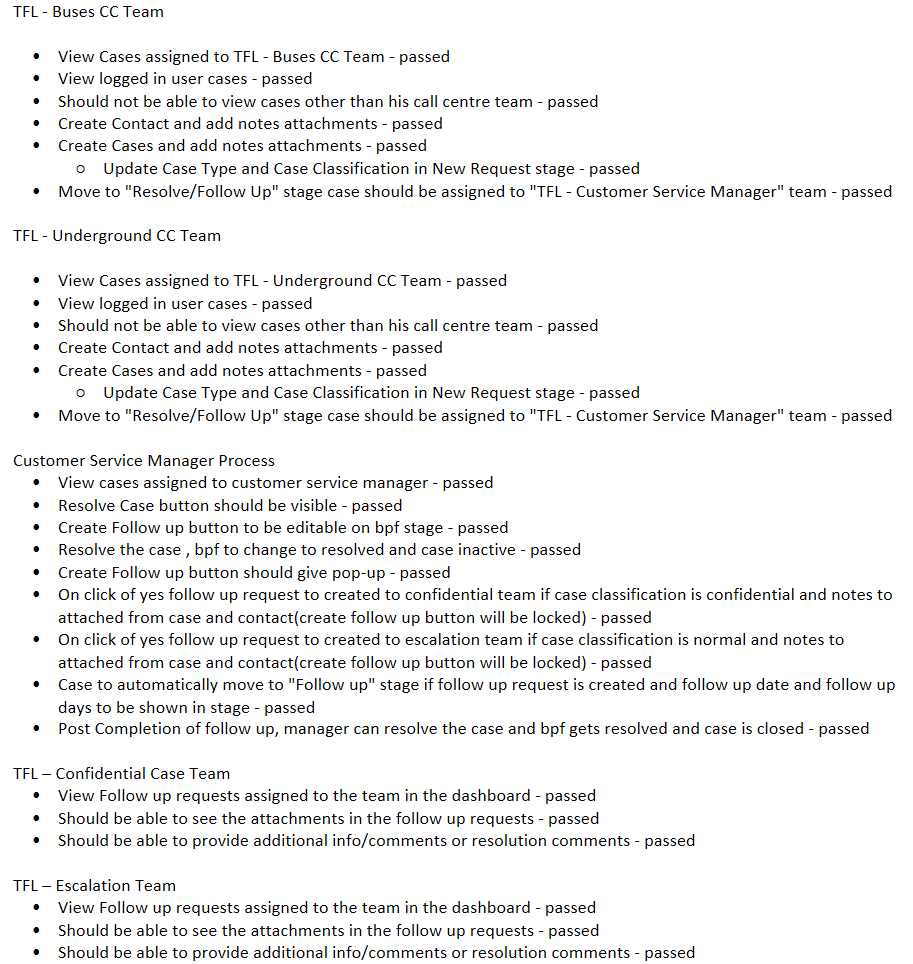 TFL - Buses CC Team
• View Cases assigned to TFL - Buses CC Team - passed
• View logged in user cases - passed
• Should not be able to view cases other than his call centre team - passed
• Create Contact and add notes attachments - passed
• Create Cases and add notes attachments - passed
o Update Case Type and Case Classification in New Request stage - passed
• Move to "Resolve/Follow Up" stage case should be assigned to "TFL - Customer Service Manager" team - passed
TFL - Underground CC Team
• View Cases assigned to TFL - Underground CC Team - passed
• View logged in user cases - passed
• Should not be able to view cases other than his call centre team - passed
• Create Contact and add notes attachments - passed
• Create Cases and add notes attachments - passed
o Update Case Type and Case Classification in New Request stage - passed
• Move to "Resolve/Follow Up" stage case should be assigned to "TFL - Customer Service Manager" team - passed
Customer Service Manager Process
• View cases assigned to customer service manager - passed
• Resolve Case button should be visible - passed
• Create Follow up button to be editable on bpf stage - passed
• Resolve the case , bpf to change to resolved and case inactive - passed
• Create Follow up button should give pop-up - passed
• On click of yes follow up request to created to confidential team if case classification is confidential and notes to
attached from case and contact(create follow up button will be locked) - passed
• On click of yes follow up request to created to escalation team if case classification is normal and notes to
attached from case and contact(create follow up button will be locked) - passed
• Case to automatically move to "Follow up" stage if follow up request is created and follow up date and follow up
days to be shown in stage - passed
• Post Completion of follow up, manager can resolve the case and bpf gets resolved and case is closed - passed
TFL – Confidential Case Team
• View Follow up requests assigned to the team in the dashboard - passed
• Should be able to see the attachments in the follow up requests - passed
• Should be able to provide additional info/comments or resolution comments - passed
TFL – Escalation Team
• View Follow up requests assigned to the team in the dashboard - passed
• Should be able to see the attachments in the follow up requests - passed
• Should be able to provide additional info/comments or resolution comments - passed